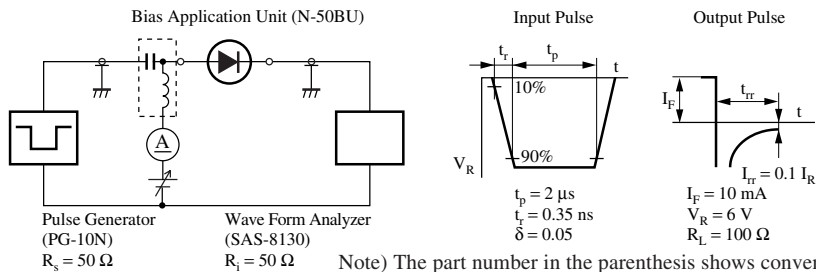 Bias Application Unit (N-50BU)
A
Pulse Generator
(PG-10N)
R_s = 50 Ω
Wave Form Analyzer
(SAS-8130)
R_i = 50 Ω
Input Pulse
t_r
t_p
t
10%
90%
V_R
t_p = 2 μs
t_r = 0.35 ns
δ = 0.05
Output Pulse
I_F
t_rr
t
I_rr = 0.1 I_R
I_F = 10 mA
V_R = 6 V
R_L = 100 Ω
Note) The part number in the parenthesis shows conver